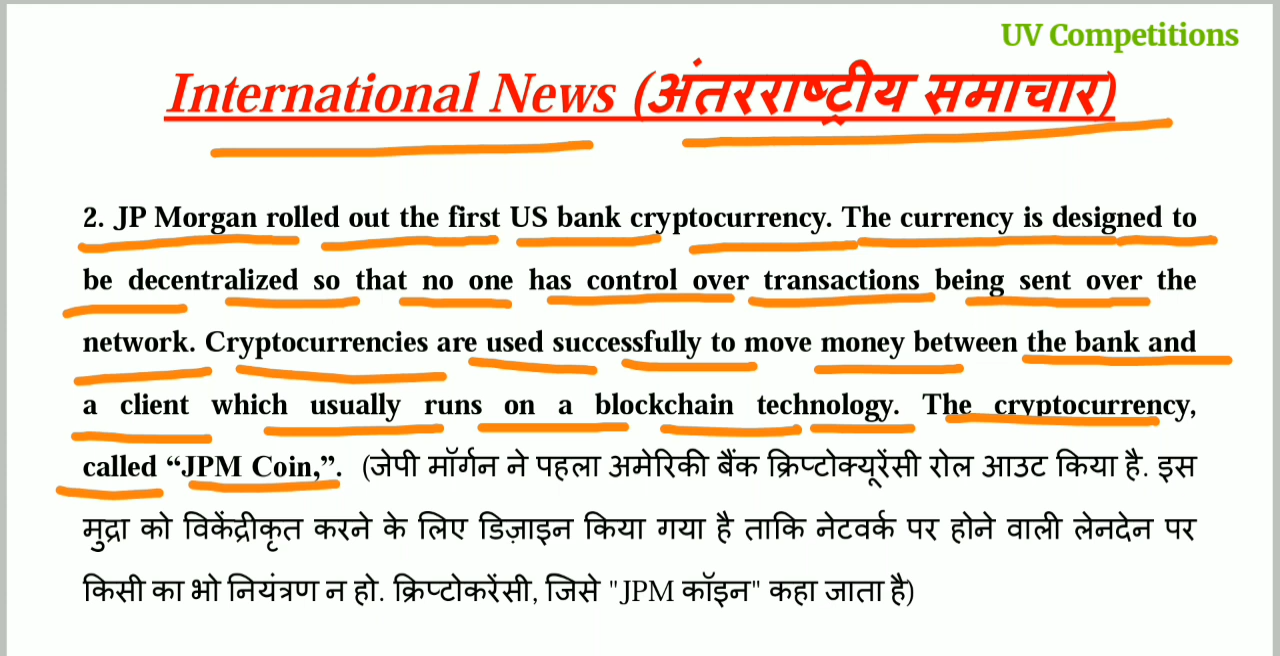 UV Competitions
International News (अंतरराष्ट्रीय समाचार)
2. JP Morgan rolled out the first US bank cryptocurrency. The currency is designed to
be decentralized so that no one has control over transactions being sent over the
network. Cryptocurrencies are used successfully to move money between the bank and
a client which usually runs on a blockchain technology. The cryptocurrency,
called “JPM Coin,”. (जेपी मॉर्गन ने पहला अमेरिकी बैंक क्रिप्टोक्यूरेंसी रोल आउट किया है. इस
मुद्रा को विकेंद्रीकृत करने के लिए डिज़ाइन किया गया है ताकि नेटवर्क पर होने वाली लेनदेन पर
किसी का भो नियंत्रण न हो. क्रिप्टोकरेंसी, जिसे "JPM कॉइन" कहा जाता है)